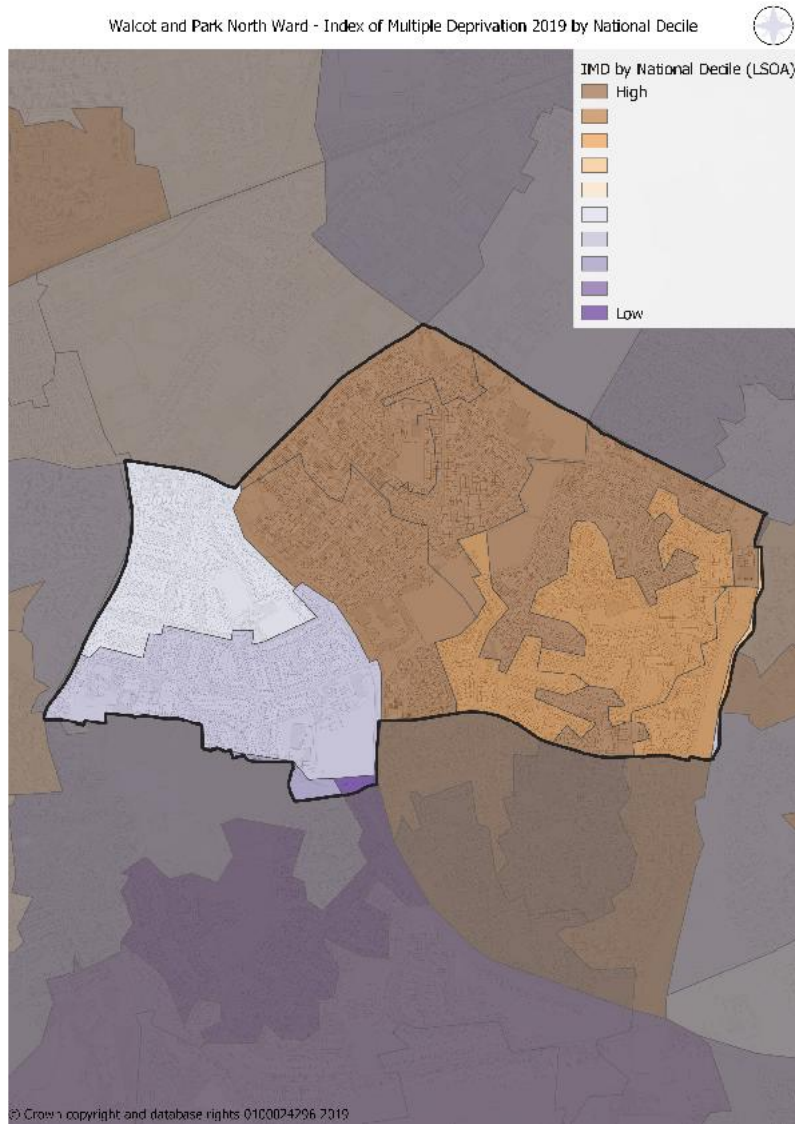 Walcot and Park North Ward - Index of Multiple Deprivation 2019 by National Decile
IMD by National Decile (LSOA)
High
Low
© Crown copyright and database rights 0100024296 2019